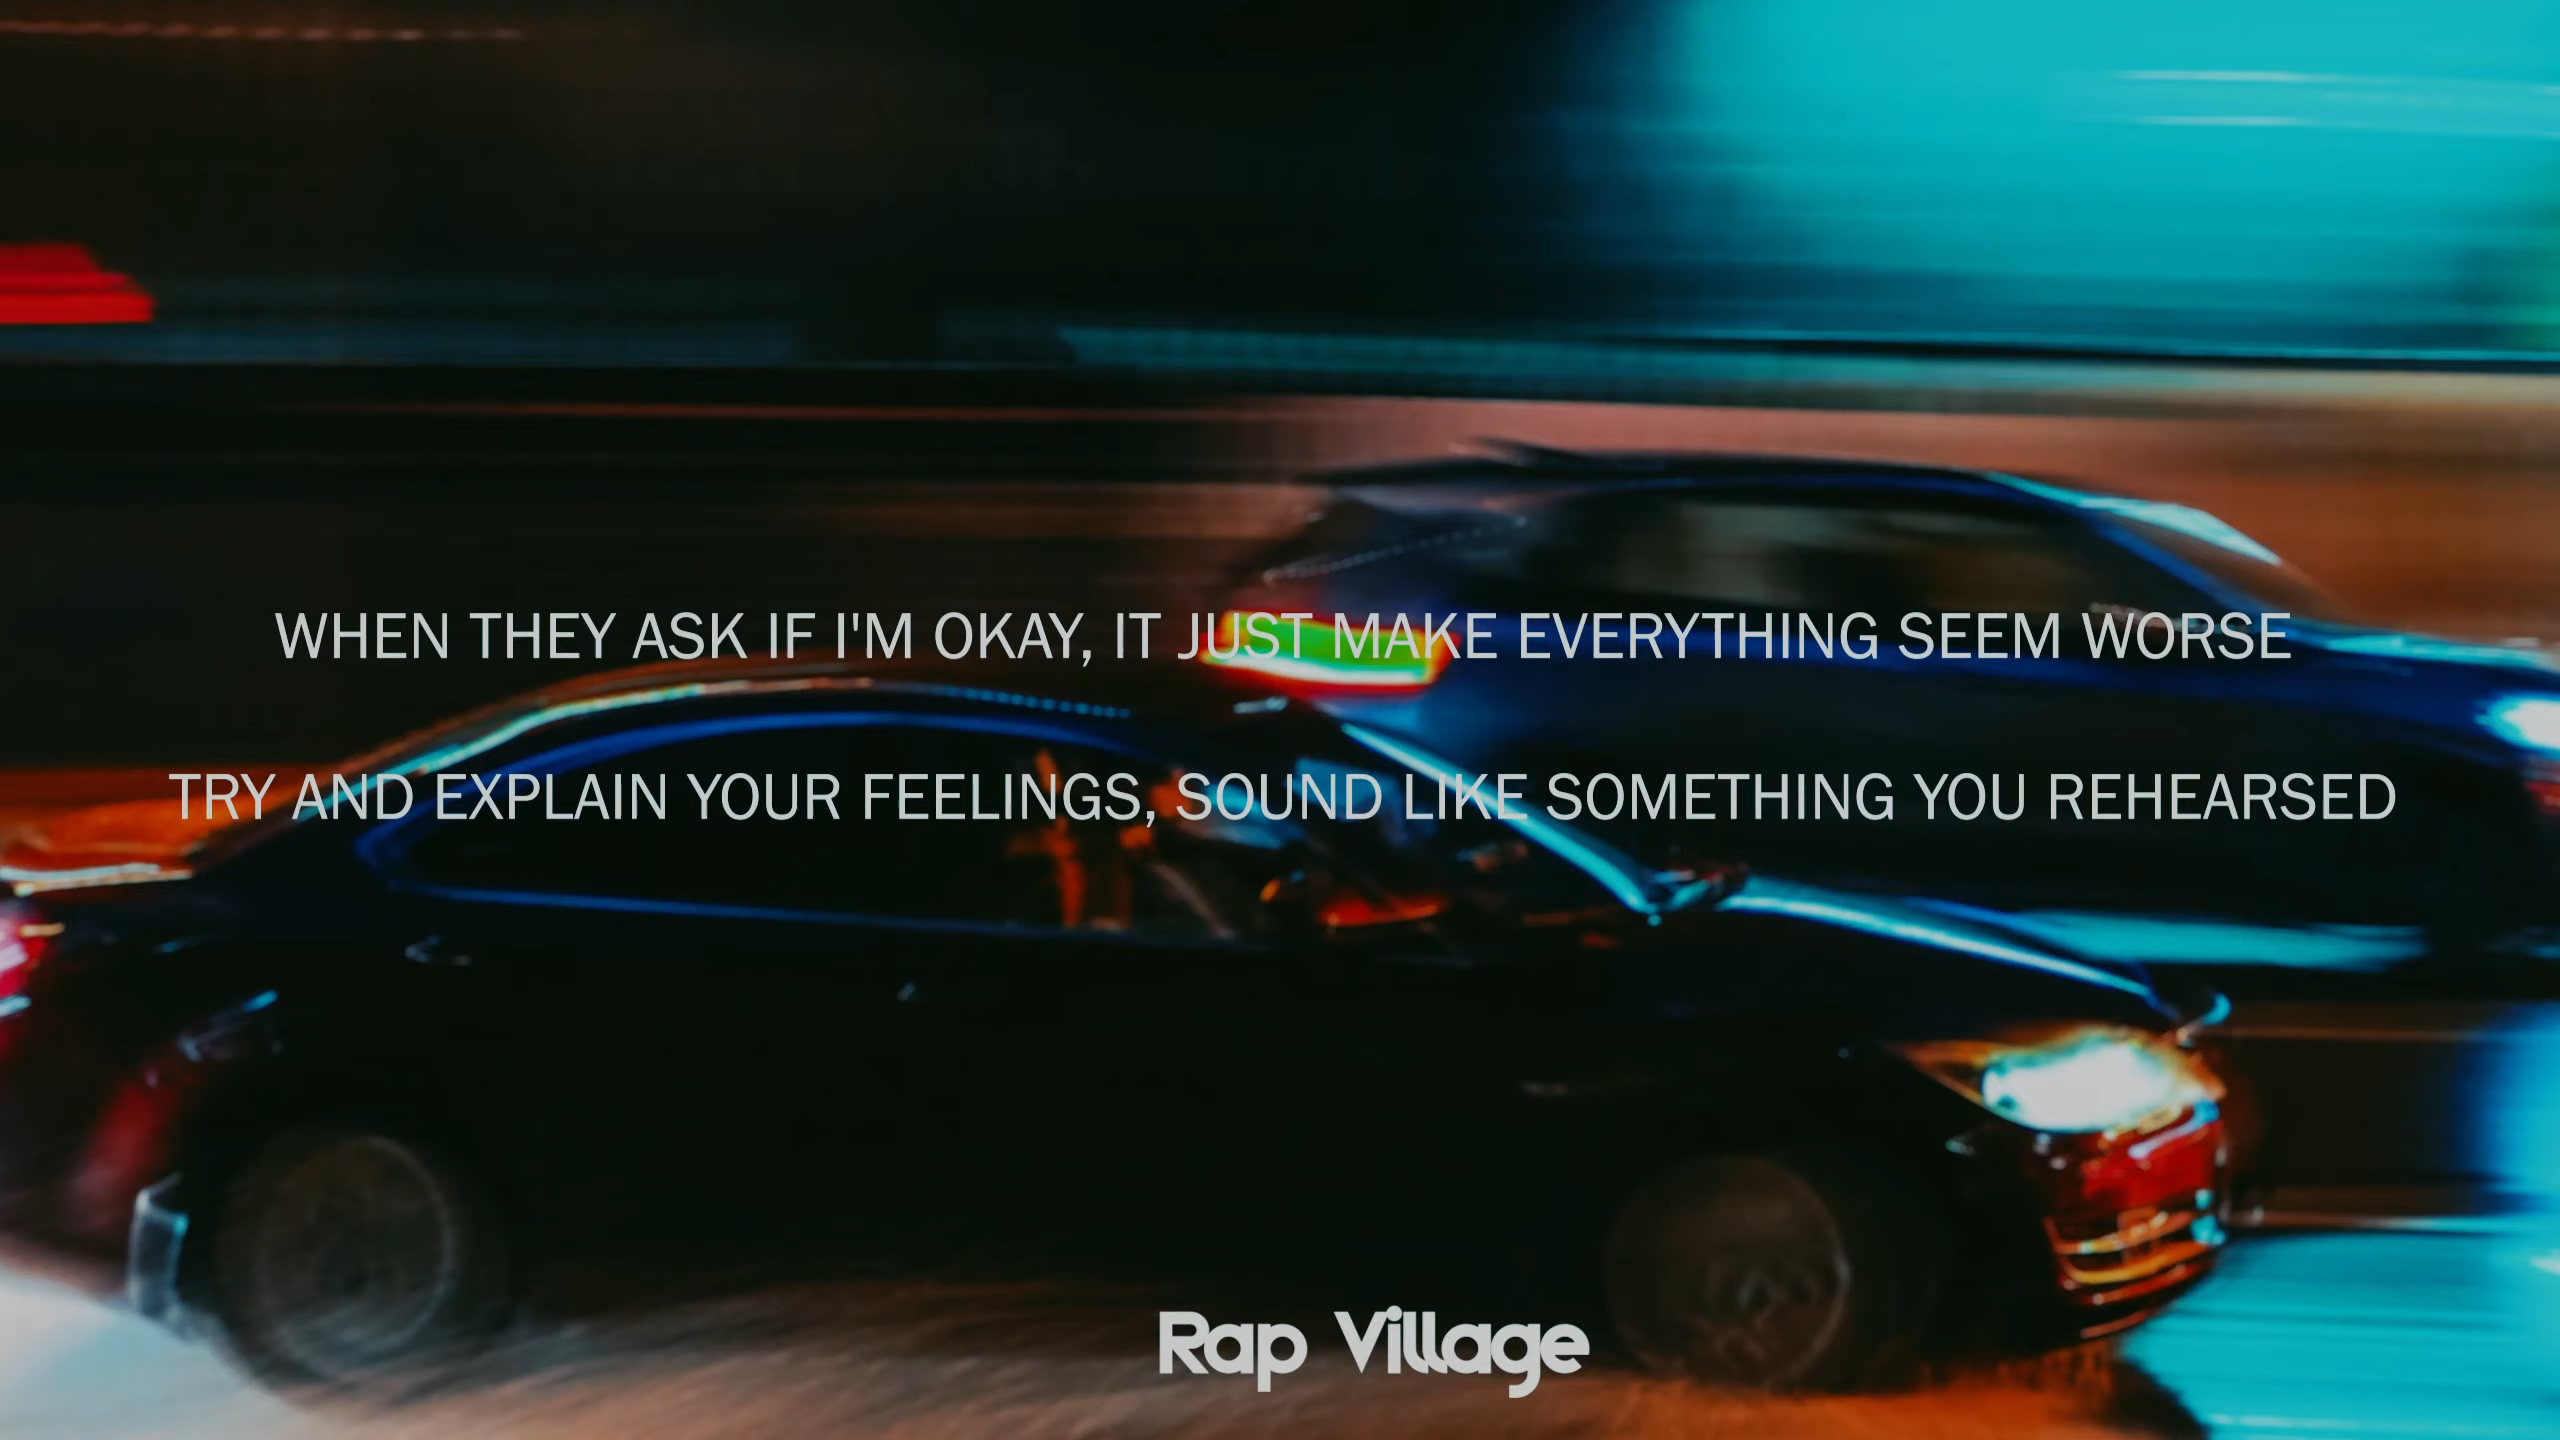 WHEN THEY ASK IF I'M OKAY, IT JUST MAKE EVERYTHING SEEM WORSE
TRY AND EXPLAIN YOUR FEELINGS, SOUND LIKE SOMETHING YOU REHEARSED
Rap Village